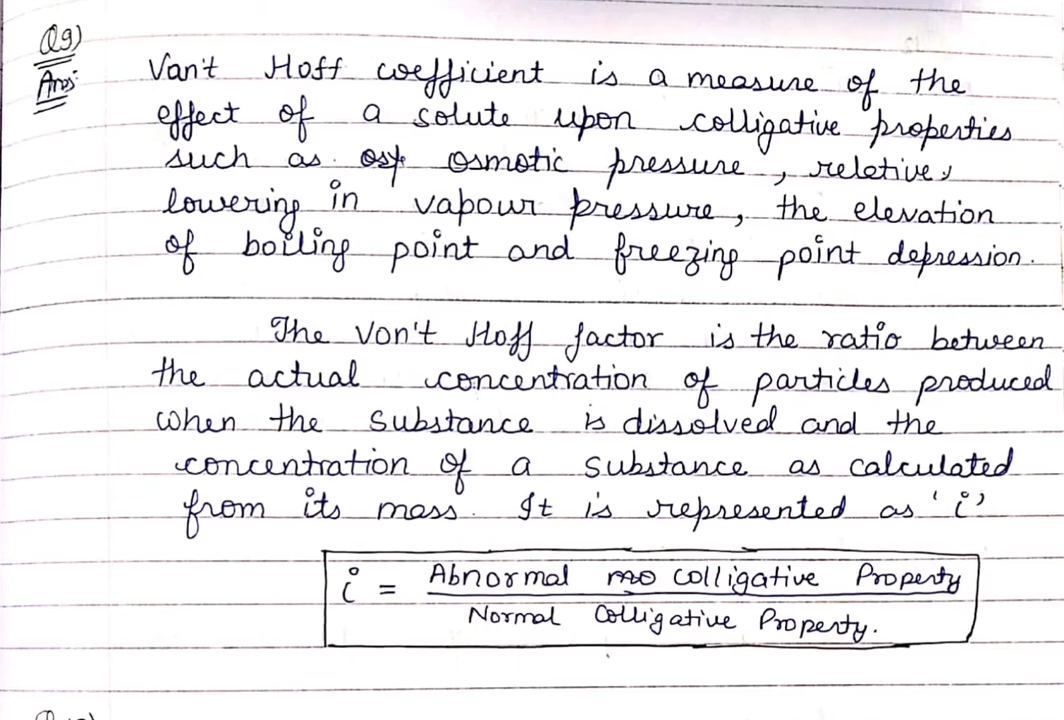 Q9)
Ans:
Van't Hoff coefficient is a measure of the
effect of a solute upon colligative properties
such as osmotic pressure, relative,
lowering in vapour pressure, the elevation
of boiling point and freezing point depression.
The Von't Hoff factor is the ratio between
the actual concentration of particles produced
when the substance is dissolved and the
concentration of a substance as calculated
from its mass. It is represented as 'i'
i = Abnormal colligative Property
Normal Colligative Property.